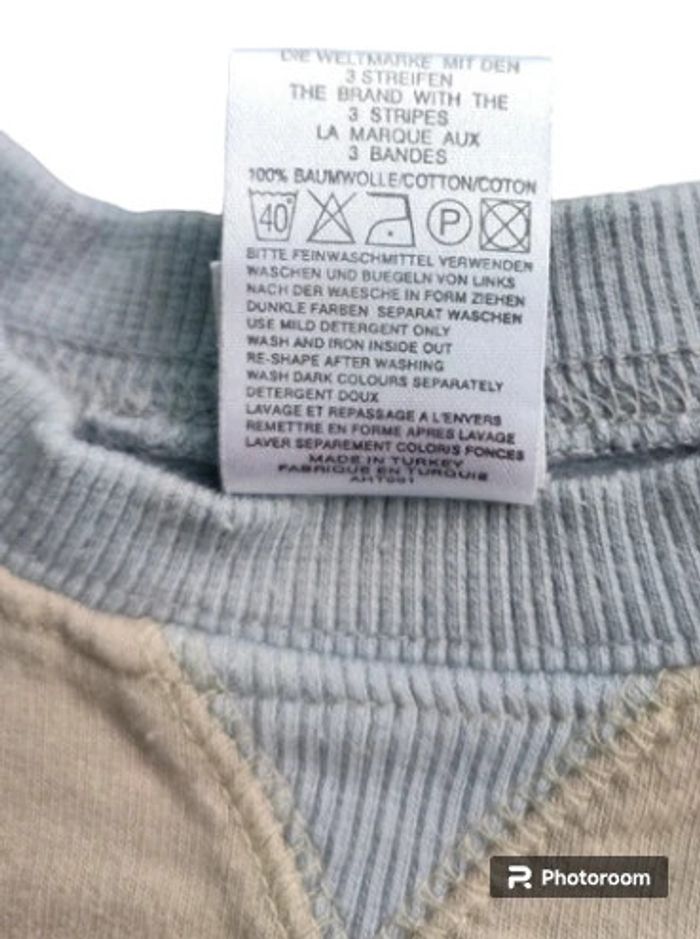 DIE WELTMARKE MIT DEN
3 STREIFEN
THE BRAND WITH THE
3 STRIPES
LA MARQUE AUX
3 BANDES
100% BAUMWOLLE/COTTON/COTON
40° P
BITTE FEINWASCHMITTEL VERWENDEN
WASCHEN UND BUEGELN VON LINKS
NACH DER WAESCHE IN FORM ZIEHEN
DUNKLE FARBEN SEPARAT WASCHEN
USE MILD DETERGENT ONLY
WASH AND IRON INSIDE OUT
RE-SHAPE AFTER WASHING
WASH DARK COLOURS SEPARATELY
DETERGENT DOUX
LAVAGE ET REPASSAGE A L'ENVERS
REMETTRE EN FORME APRES LAVAGE
LAVER SEPAREMENT COLORIS FONCES
MADE IN TURKEY
FABRIQUE EN TURQUIE
Photoroom